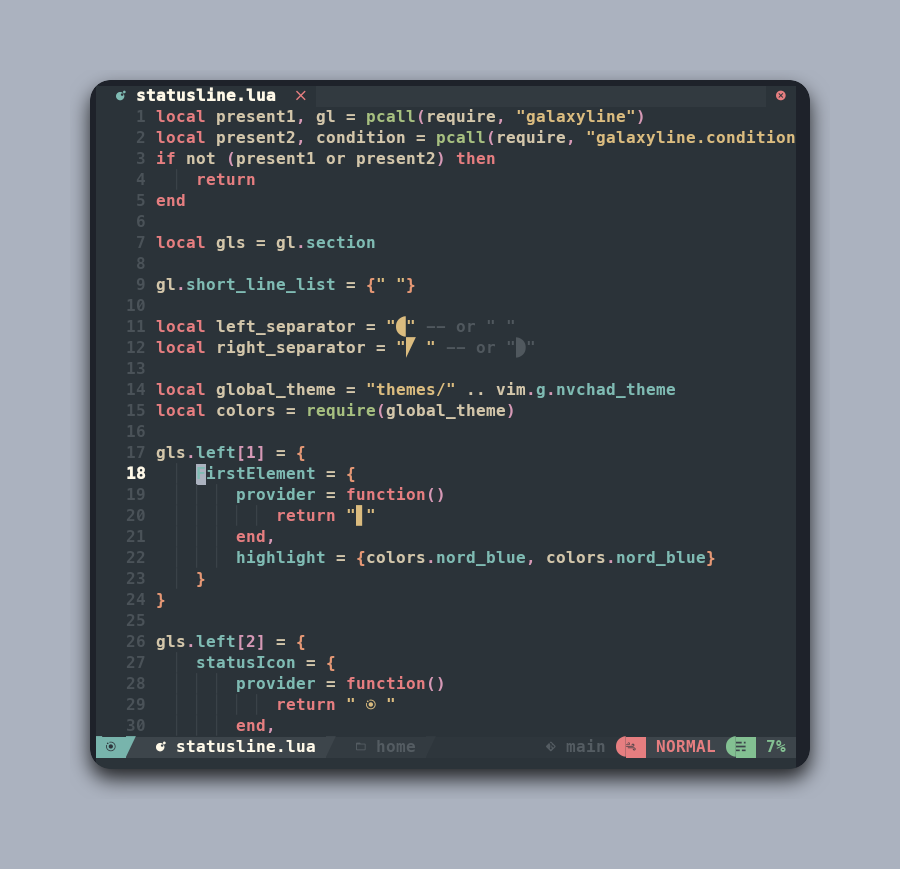 statusline.lua
1 local present1, gl = pcall(require, "galaxyline")
2 local present2, condition = pcall(require, "galaxyline.condition
3 if not (present1 or present2) then
4     return
5 end
6
7 local gls = gl.section
8
9 gl.short_line_list = {" "}
10
11 local left_separator = "" -- or " "
12 local right_separator = " " -- or ""
13
14 local global_theme = "themes/" .. vim.g.nvchad_theme
15 local colors = require(global_theme)
16
17 gls.left[1] = {
18     FirstElement = {
19         provider = function()
20             return "▋"
21         end,
22         highlight = {colors.nord_blue, colors.nord_blue}
23     }
24 }
25
26 gls.left[2] = {
27     statusIcon = {
28         provider = function()
29             return "  "
30         end,
statusline.lua home main NORMAL 7%